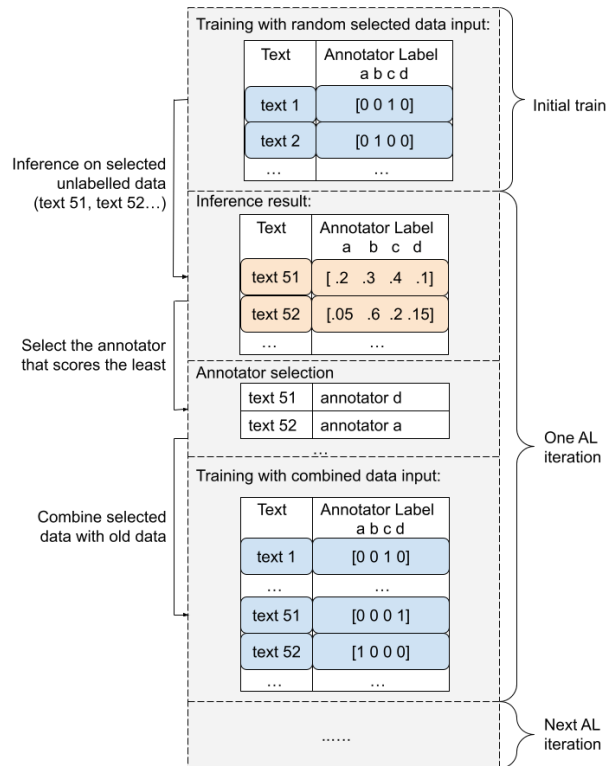 Training with random selected data input:
Text Annotator Label
a b c d
text 1 [0 0 1 0]
text 2 [0 1 0 0]
... ...
Initial train
Inference on selected
unlabelled data
(text 51, text 52...)
Inference result:
Text Annotator Label
a b c d
text 51 [ .2 .3 .4 .1]
text 52 [.05 .6 .2 .15]
... ...
Select the annotator
that scores the least
Annotator selection
text 51 annotator d
text 52 annotator a
...
One AL
iteration
Training with combined data input:
Text Annotator Label
a b c d
Combine selected
data with old data
text 1 [0 0 1 0]
... ...
text 51 [0 0 0 1]
text 52 [1 0 0 0]
... ...
......
Next AL
iteration